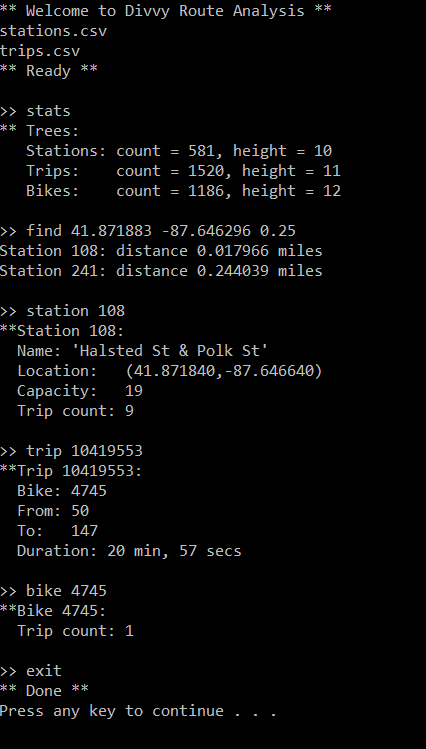 ** Welcome to Divvy Route Analysis **
stations.csv
trips.csv
** Ready **
>> stats
** Trees:
   Stations: count = 581, height = 10
   Trips:    count = 1520, height = 11
   Bikes:    count = 1186, height = 12
>> find 41.871883 -87.646296 0.25
Station 108: distance 0.017966 miles
Station 241: distance 0.244039 miles
>> station 108
**Station 108:
  Name: 'Halsted St & Polk St'
  Location:   (41.871840,-87.646640)
  Capacity:   19
  Trip count: 9
>> trip 10419553
**Trip 10419553:
  Bike: 4745
  From: 50
  To:   147
  Duration: 20 min, 57 secs
>> bike 4745
**Bike 4745:
  Trip count: 1
>> exit
** Done **
Press any key to continue . . .